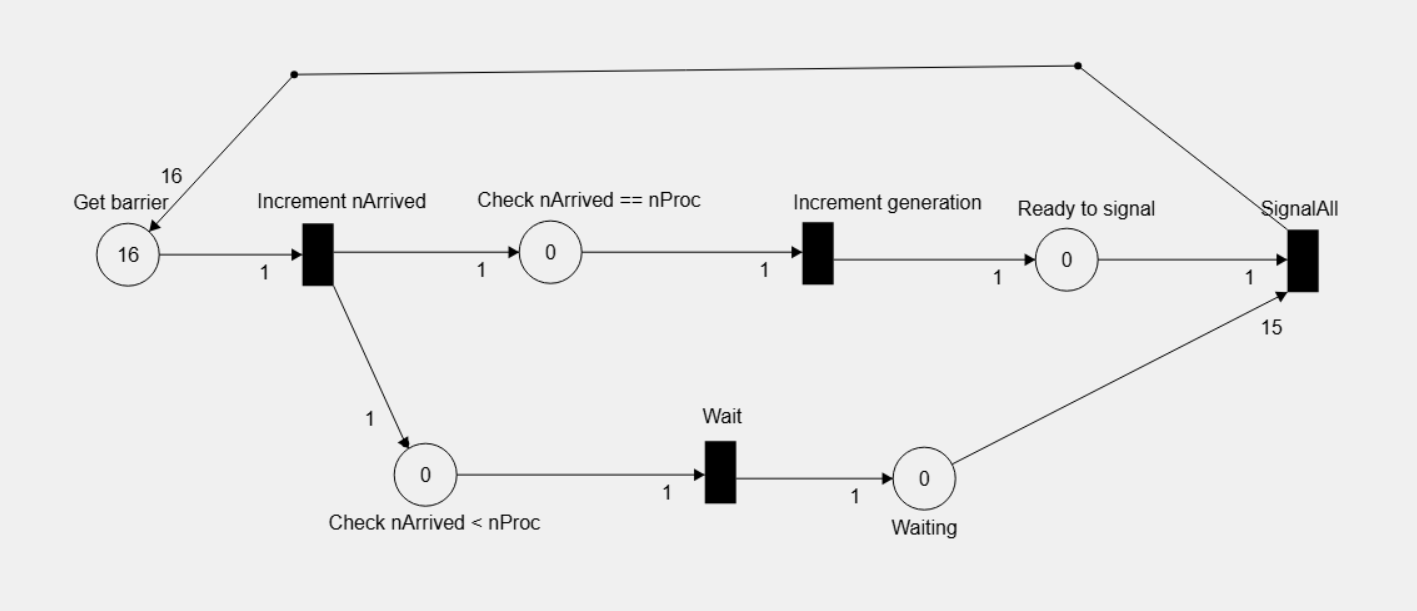 16
Get barrier
Increment nArrived
Check nArrived == nProc
Increment generation
Ready to signal
SignalAll
16
1
0
1
1
0
1
1
15
1
Wait
0
1
1
0
Check nArrived < nProc
Waiting